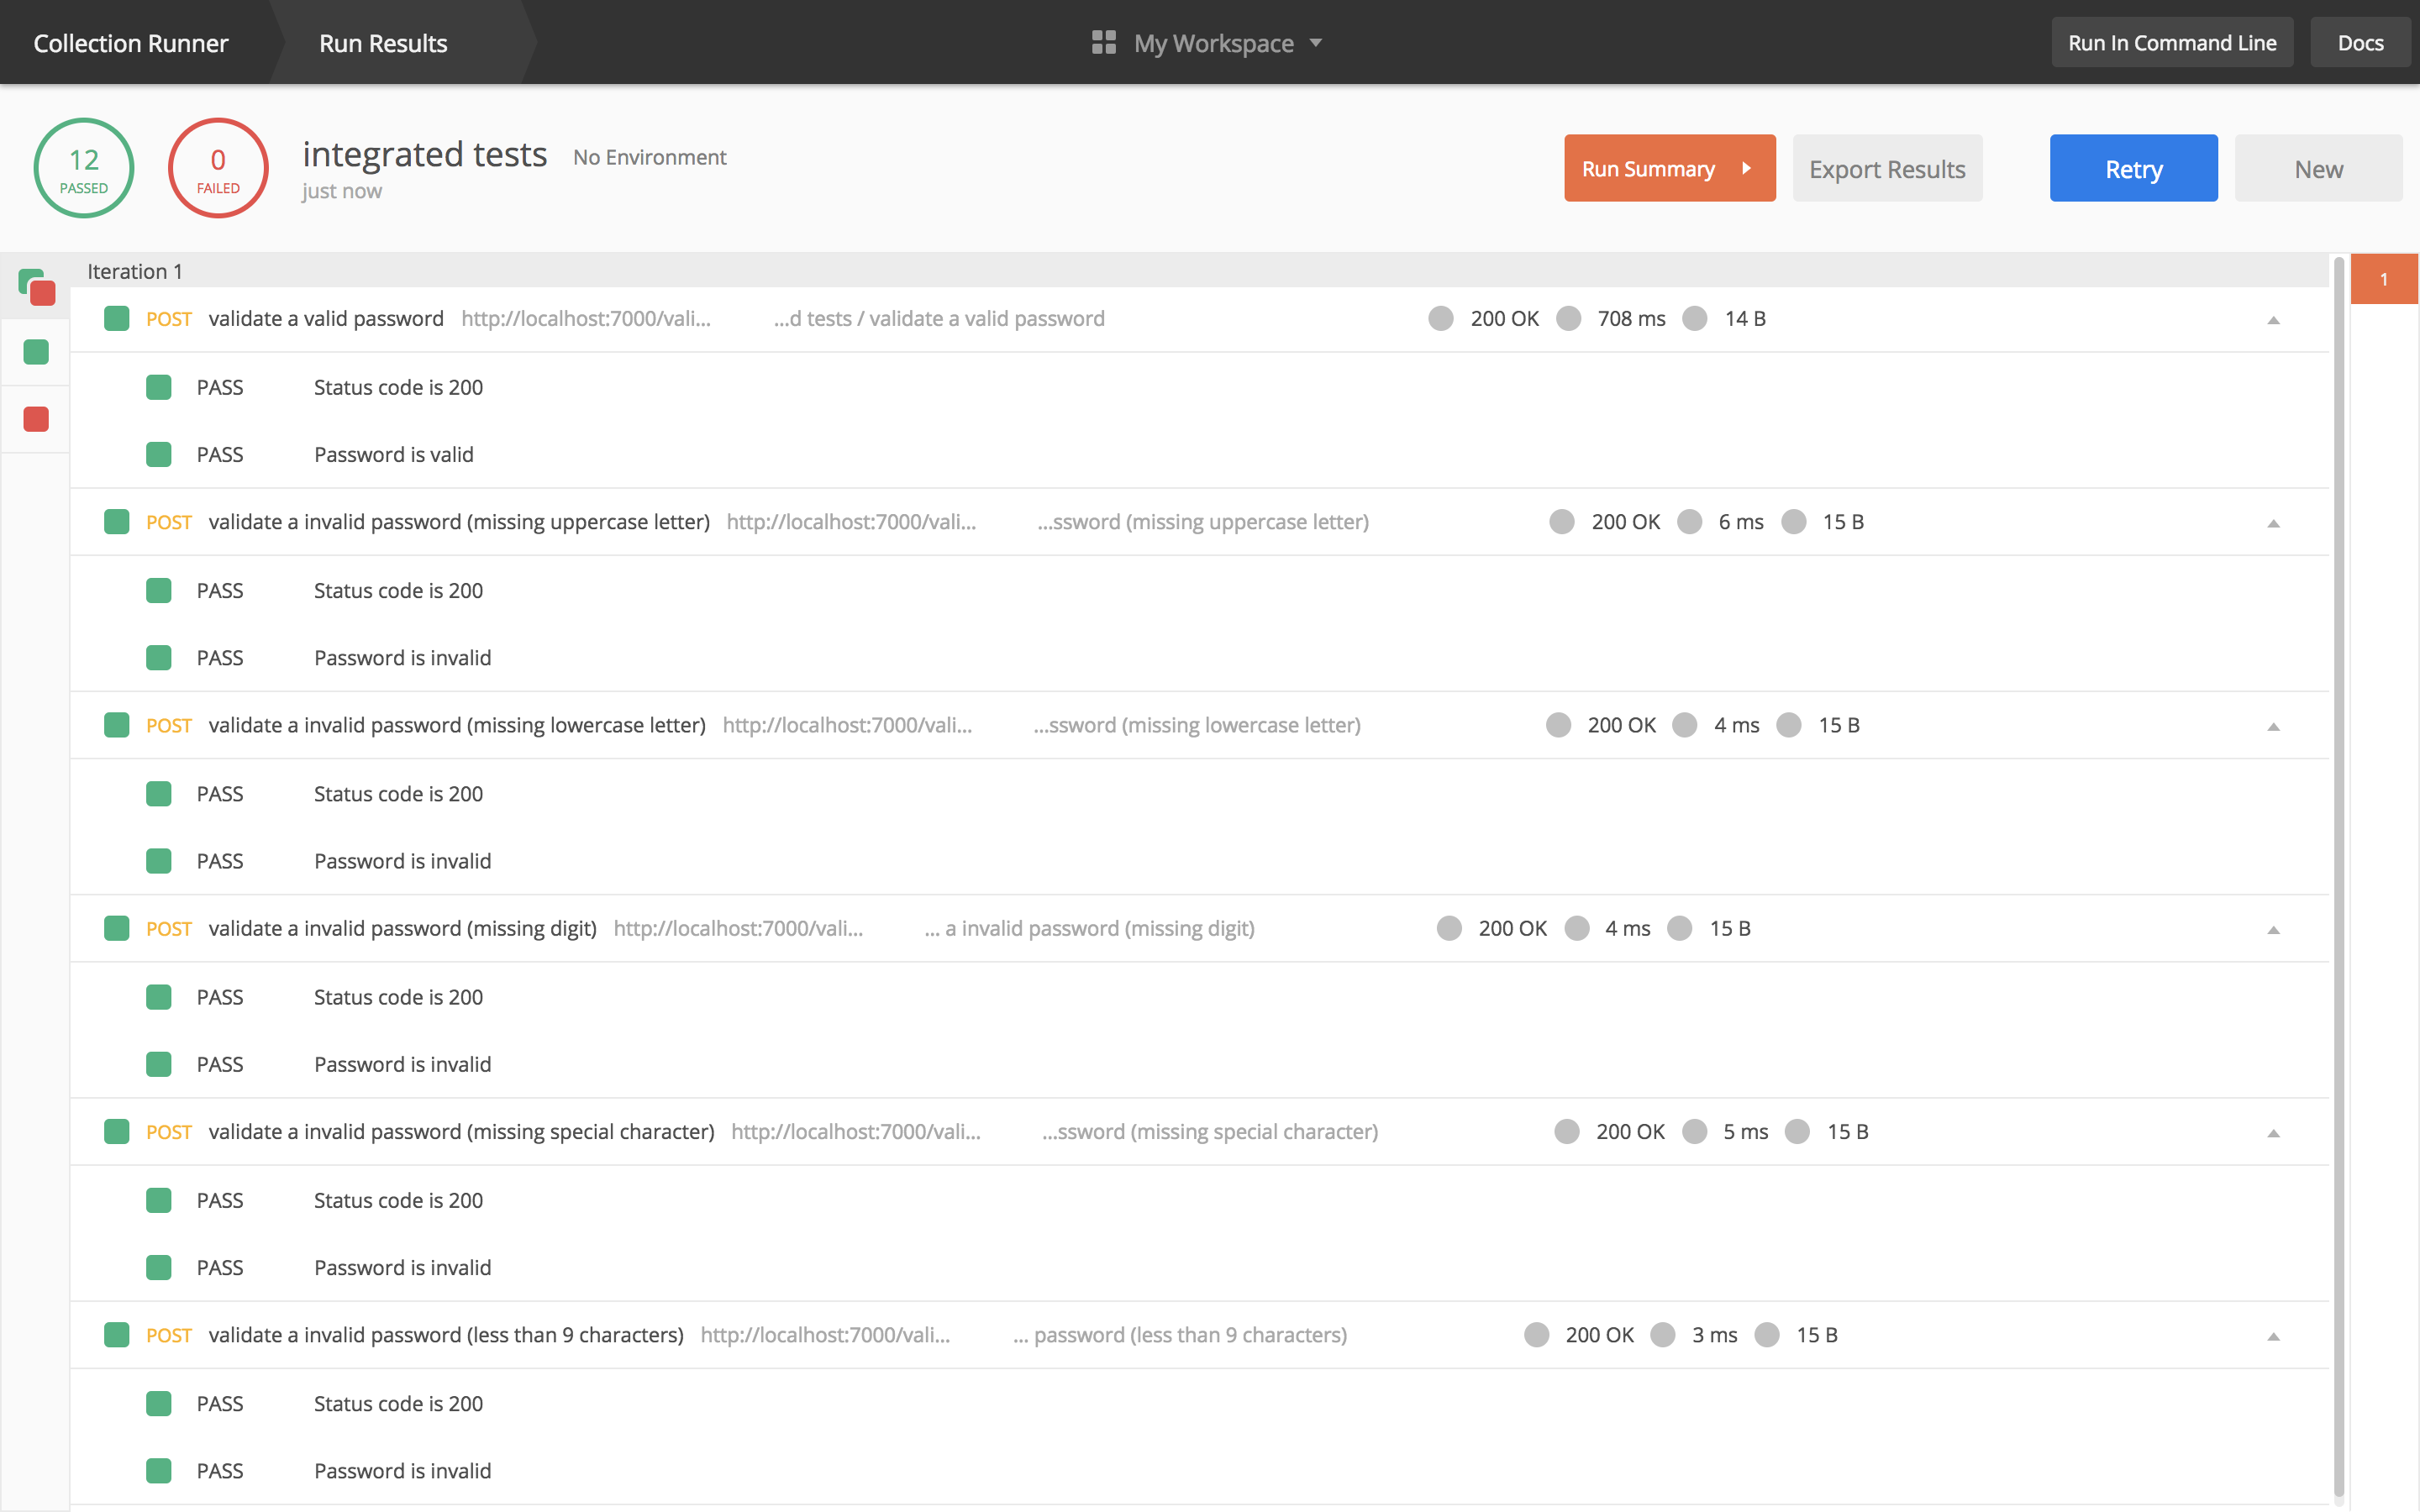 Collection Runner Run Results My Workspace Run In Command Line Docs
12 PASSED 0 FAILED integrated tests No Environment just now Run Summary Export Results Retry New
Iteration 1 1
POST validate a valid password http://localhost:7000/vali... ...d tests / validate a valid password 200 OK 708 ms 14 B
PASS Status code is 200
PASS Password is valid
POST validate a invalid password (missing uppercase letter) http://localhost:7000/vali... ...ssword (missing uppercase letter) 200 OK 6 ms 15 B
PASS Status code is 200
PASS Password is invalid
POST validate a invalid password (missing lowercase letter) http://localhost:7000/vali... ...ssword (missing lowercase letter) 200 OK 4 ms 15 B
PASS Status code is 200
PASS Password is invalid
POST validate a invalid password (missing digit) http://localhost:7000/vali... ... a invalid password (missing digit) 200 OK 4 ms 15 B
PASS Status code is 200
PASS Password is invalid
POST validate a invalid password (missing special character) http://localhost:7000/vali... ...ssword (missing special character) 200 OK 5 ms 15 B
PASS Status code is 200
PASS Password is invalid
POST validate a invalid password (less than 9 characters) http://localhost:7000/vali... ... password (less than 9 characters) 200 OK 3 ms 15 B
PASS Status code is 200
PASS Password is invalid